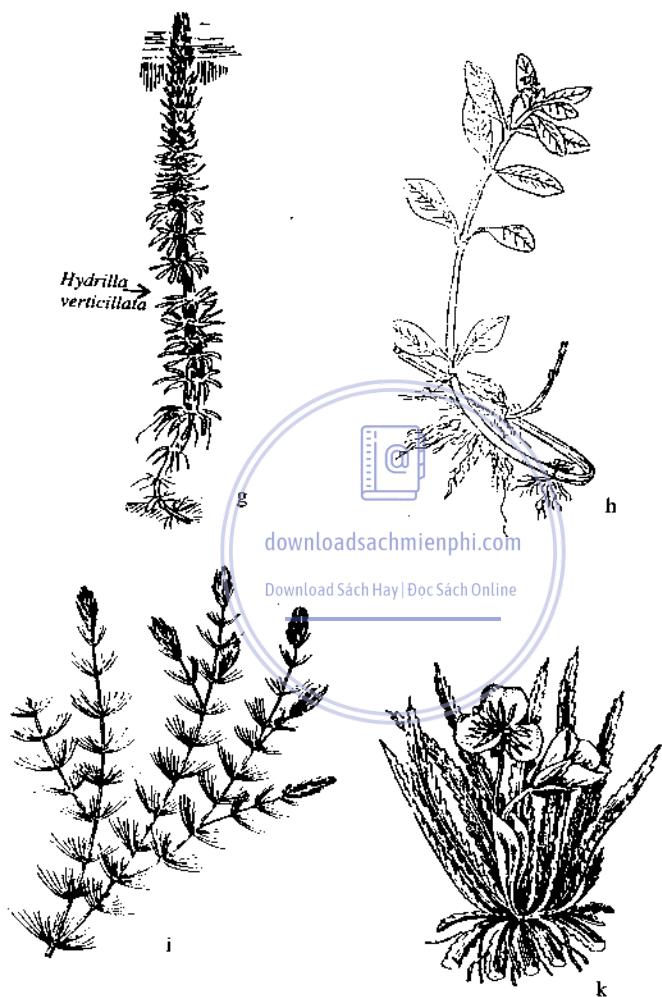 Hydrilla
verticillata
g
h
downloadsachmienphi.com
Download Sách Hay | Đọc Sách Online
i
k